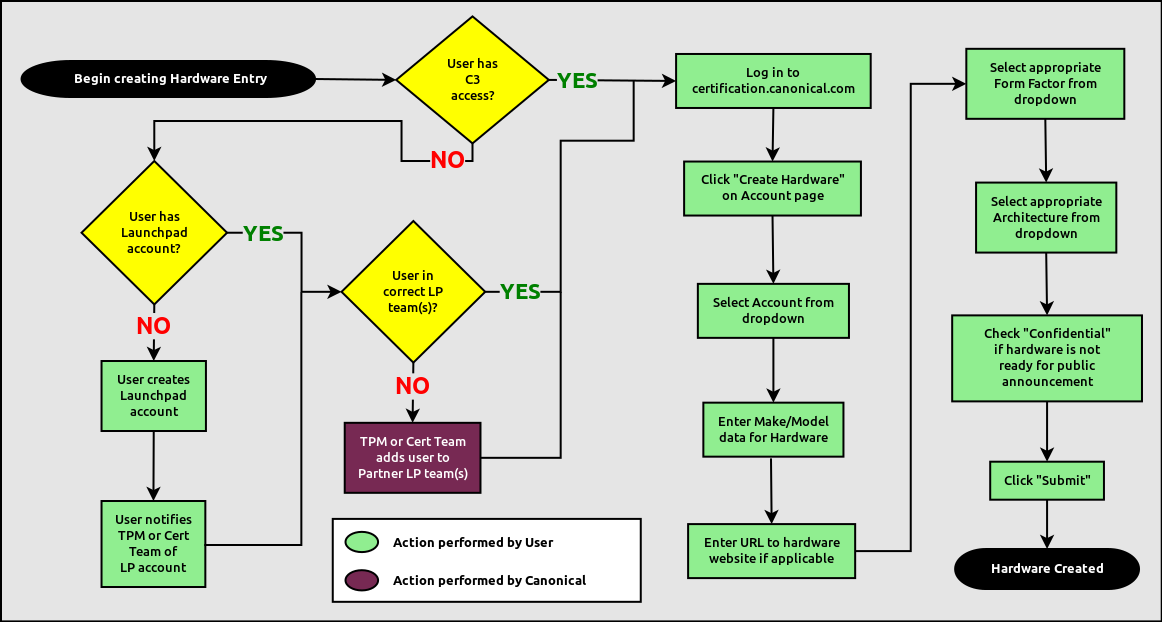 Begin creating Hardware Entry
User has
C3
access?
YES
NO
User has
Launchpad
account?
YES
NO
User creates
Launchpad
account
User notifies
TPM or Cert
Team of
LP account
User in
correct LP
team(s)?
YES
NO
TPM or Cert Team
adds user to
Partner LP team(s)
Log in to
certification.canonical.com
Click "Create Hardware"
on Account page
Select Account from
dropdown
Enter Make/Model
data for Hardware
Enter URL to hardware
website if applicable
Select appropriate
Form Factor from
dropdown
Select appropriate
Architecture from
dropdown
Check "Confidential"
if hardware is not
ready for public
announcement
Click "Submit"
Hardware Created
Action performed by User
Action performed by Canonical